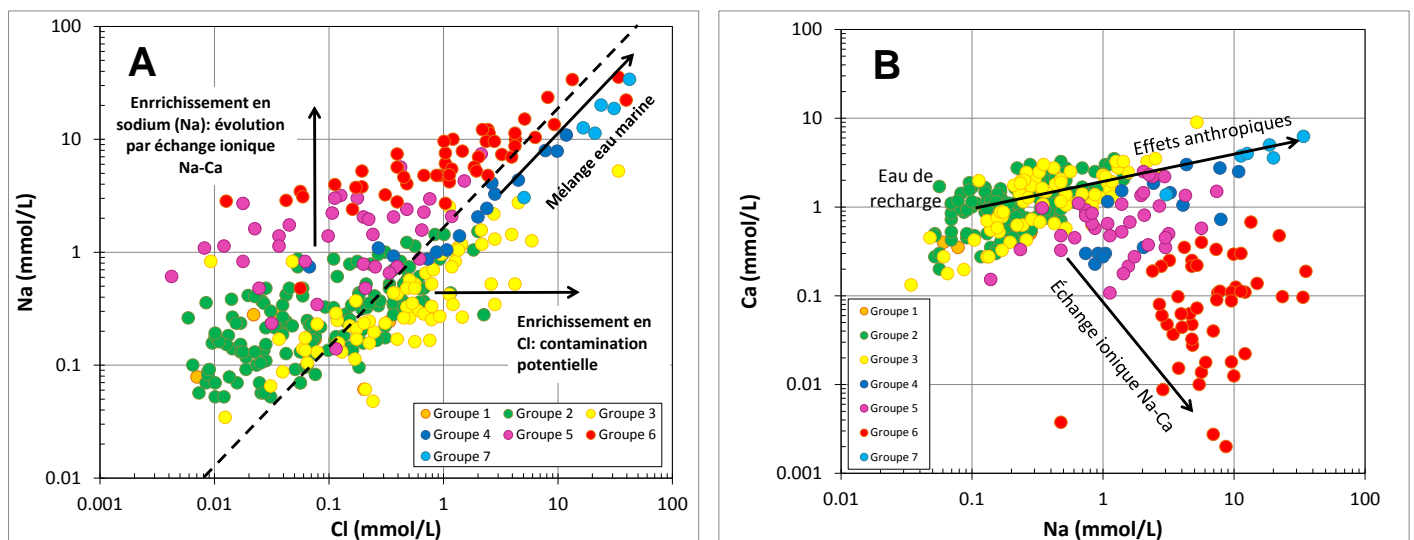 A
100
10
1
0.1
0.01
Na (mmol/L)
0.001
0.01
0.1
1
10
100
Cl (mmol/L)
Enrrichissement en
sodium (Na): évolution
par échange ionique
Na-Ca
Mélange eau marine
Enrichissement en
Cl: contamination
potentielle
Groupe 1 Groupe 2 Groupe 3
Groupe 4 Groupe 5 Groupe 6
Groupe 7
B
100
10
1
0.1
0.01
0.001
Ca (mmol/L)
0.01
0.1
1
10
100
Na (mmol/L)
Eau de
recharge
Effets anthropiques
Échange ionique Na-Ca
Groupe 1
Groupe 2
Groupe 3
Groupe 4
Groupe 5
Groupe 6
Groupe 7